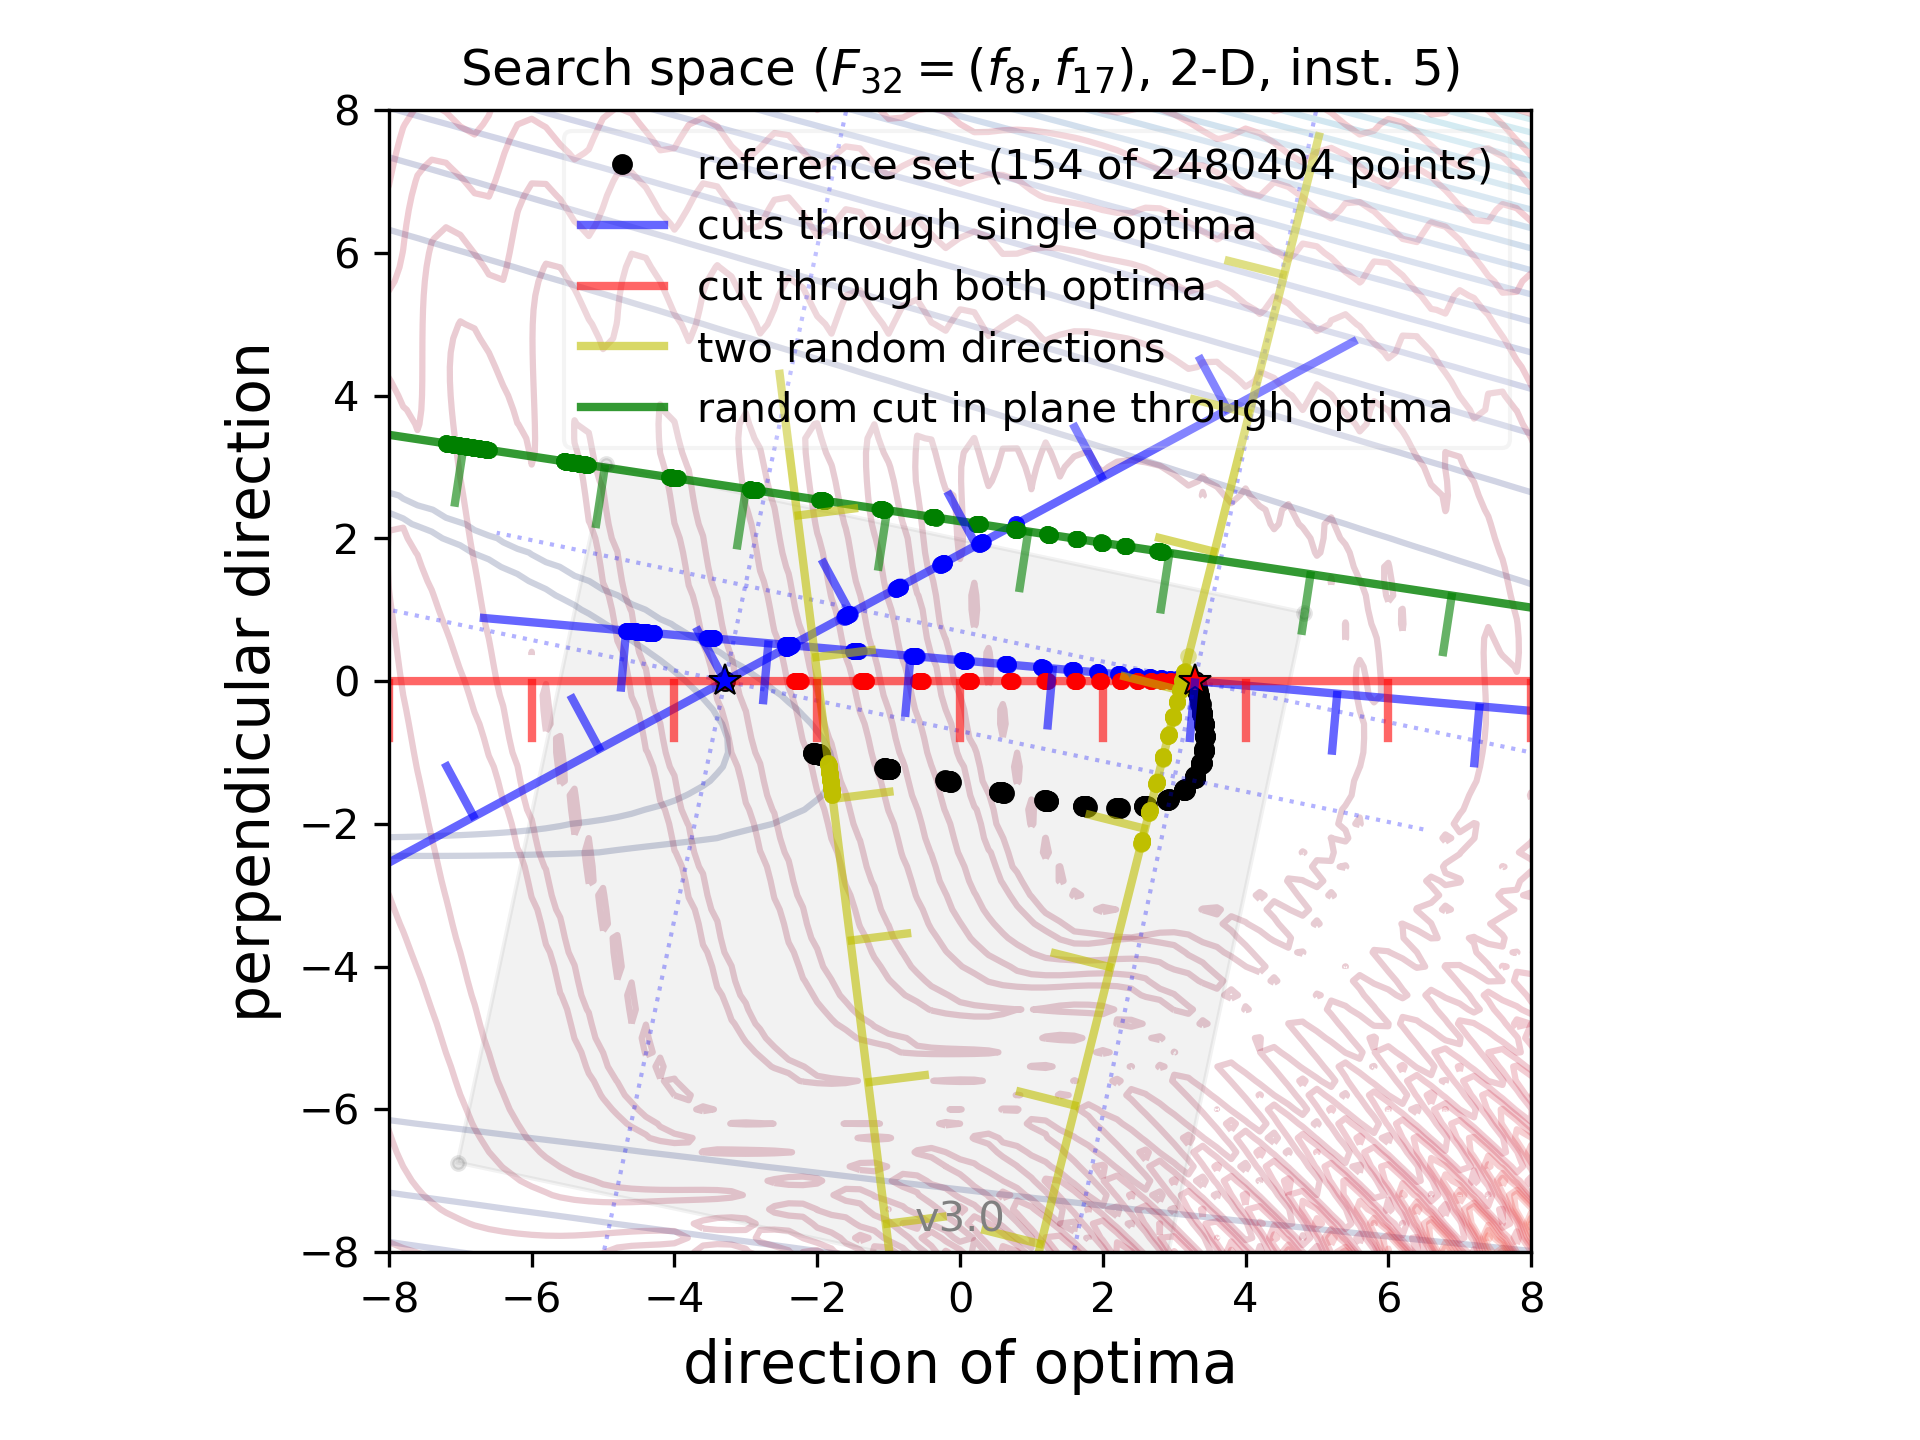 Search space (F32 = (f8, f17), 2-D, inst. 5)
8
6
4
2
0
−2
−4
−6
−8
perpendicular direction
reference set (154 of 2480404 points)
cuts through single optima
cut through both optima
two random directions
random cut in plane through optima
v3.0
−8 −6 −4 −2 0 2 4 6 8
direction of optima